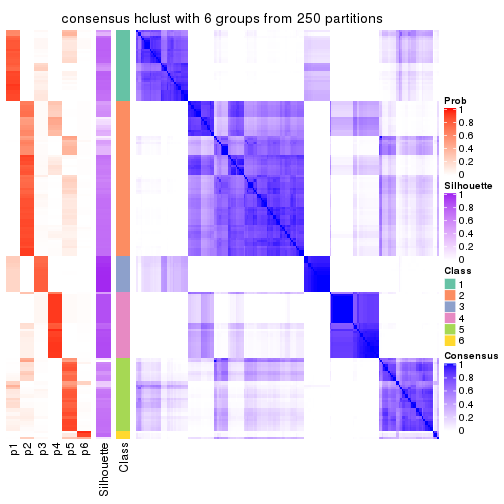 consensus hclust with 6 groups from 250 partitions
Prob
1
0.8
0.6
0.4
0.2
0
Silhouette
1
0.8
0.6
0.4
0.2
0
Class
1
2
3
4
5
6
Consensus
1
0.8
0.6
0.4
0.2
0
p1
p2
p3
p4
p5
p6
Silhouette
Class